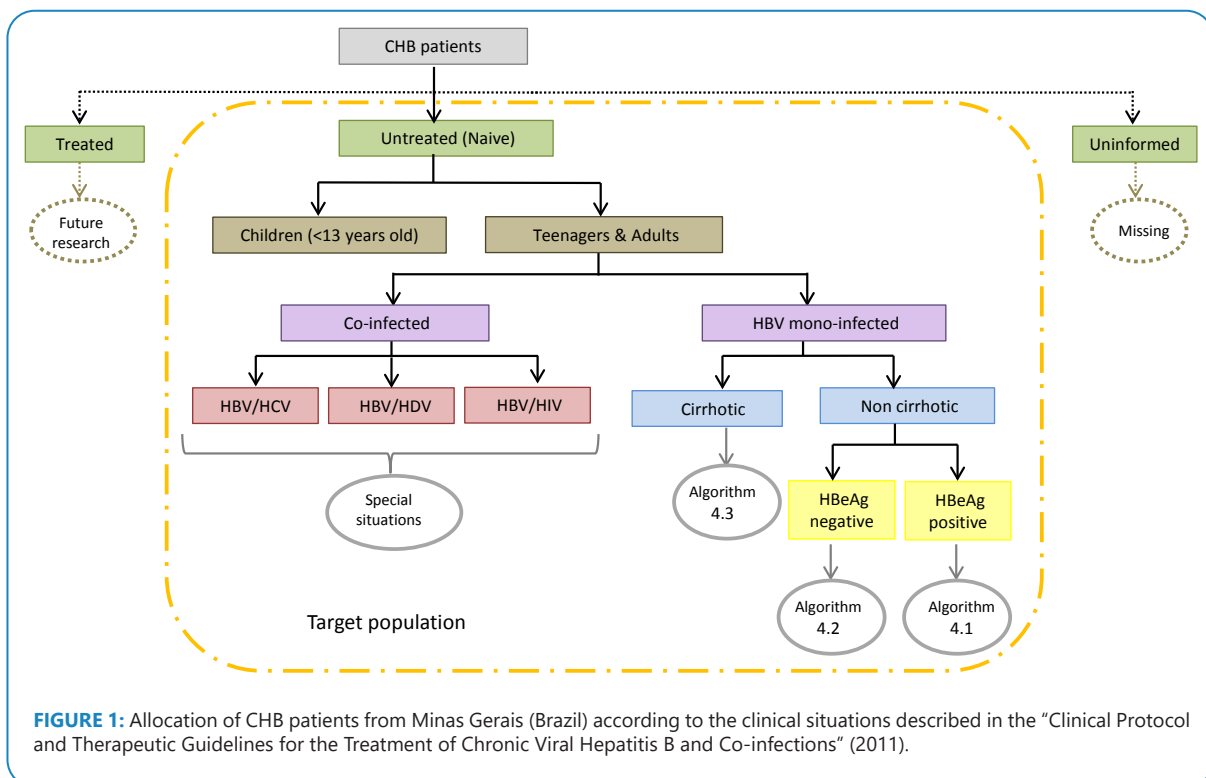 CHB patients
Treated
Untreated (Naive)
Uninformed
Future
research
Missing
Children (<13 years old)
Teenagers & Adults
Co-infected
HBV mono-infected
HBV/HCV
HBV/HDV
HBV/HIV
Cirrhotic
Non cirrhotic
Special
situations
Algorithm
4.3
HBeAg
negative
HBeAg
positive
Algorithm
4.2
Algorithm
4.1
Target population
FIGURE 1: Allocation of CHB patients from Minas Gerais (Brazil) according to the clinical situations described in the “Clinical Protocol
and Therapeutic Guidelines for the Treatment of Chronic Viral Hepatitis B and Co-infections” (2011).